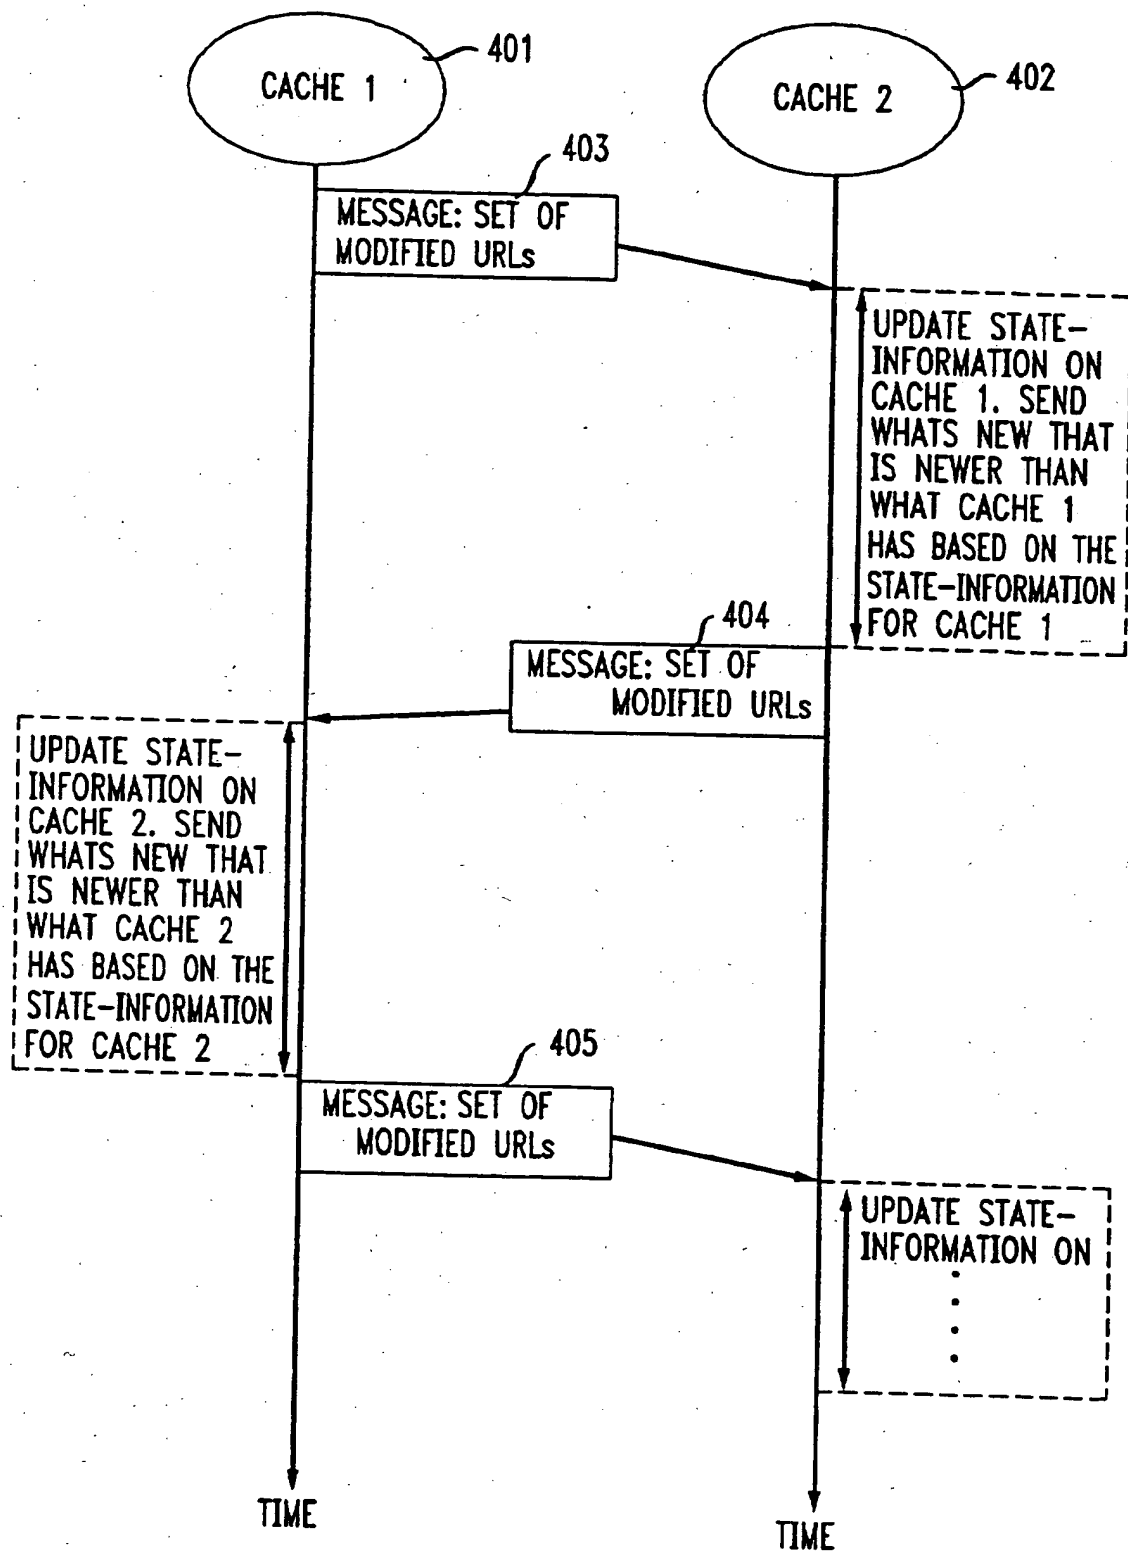 CACHE 1
401
CACHE 2
402
403
MESSAGE: SET OF
MODIFIED URLs
UPDATE STATE-
INFORMATION ON
CACHE 1. SEND
WHATS NEW THAT
IS NEWER THAN
WHAT CACHE 1
HAS BASED ON THE
STATE-INFORMATION
FOR CACHE 1
404
MESSAGE: SET OF
MODIFIED URLs
UPDATE STATE-
INFORMATION ON
CACHE 2. SEND
WHATS NEW THAT
IS NEWER THAN
WHAT CACHE 2
HAS BASED ON THE
STATE-INFORMATION
FOR CACHE 2
405
MESSAGE: SET OF
MODIFIED URLs
UPDATE STATE-
INFORMATION ON
TIME
TIME